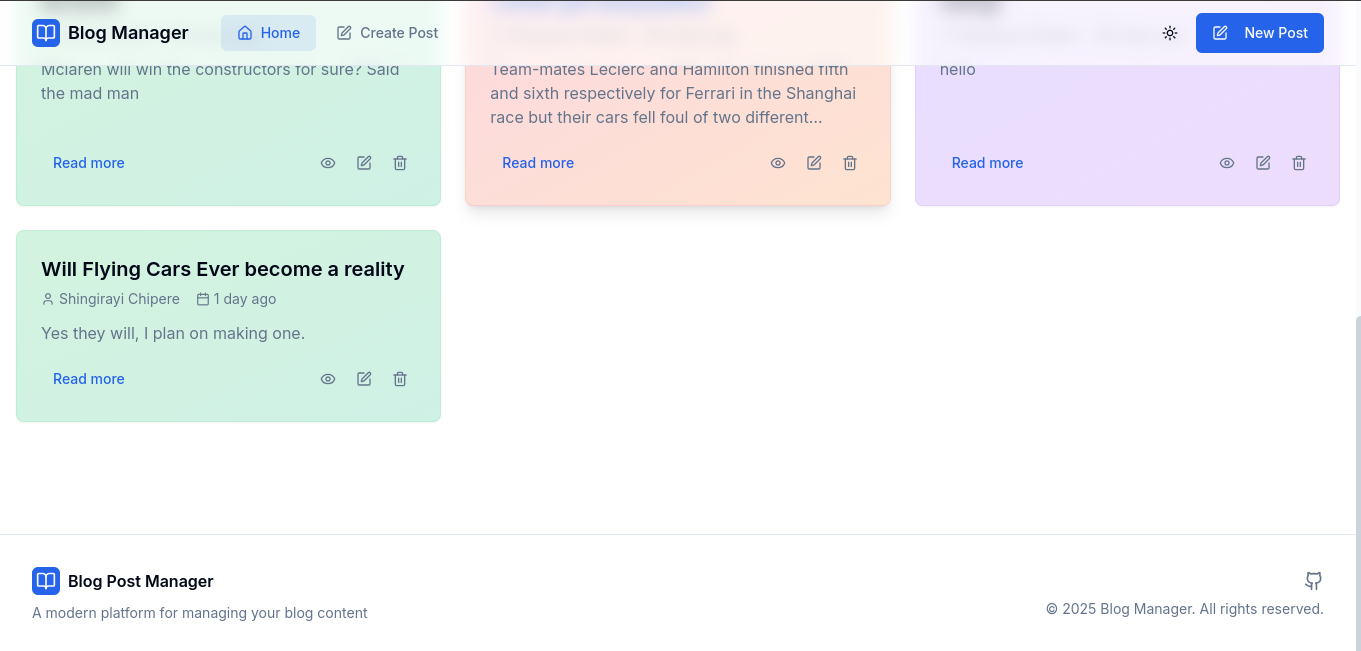 Blog Manager
Home
Create Post
New Post
Mclaren will win the constructors for sure? Said
the mad man
Read more
Team-mates Leclerc and Hamilton finished fifth
and sixth respectively for Ferrari in the Shanghai
race but their cars fell foul of two different...
Read more
hello
Read more
Will Flying Cars Ever become a reality
Shingirayi Chipere 1 day ago
Yes they will, I plan on making one.
Read more
Blog Post Manager
A modern platform for managing your blog content
© 2025 Blog Manager. All rights reserved.